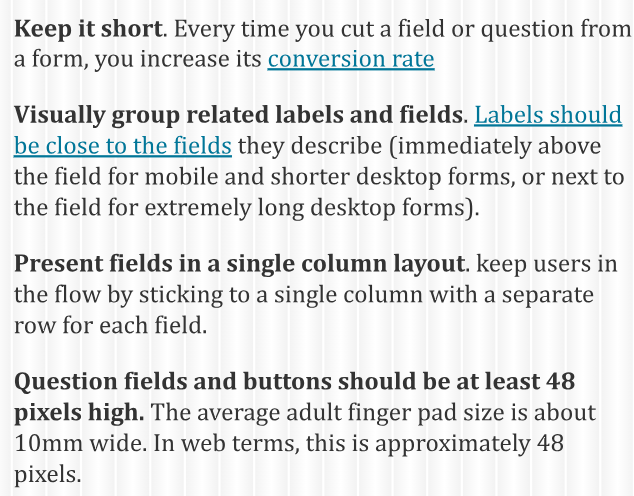 Keep it short. Every time you cut a field or question from
a form, you increase its conversion rate
Visually group related labels and fields. Labels should
be close to the fields they describe (immediately above
the field for mobile and shorter desktop forms, or next to
the field for extremely long desktop forms).
Present fields in a single column layout. keep users in
the flow by sticking to a single column with a separate
row for each field.
Question fields and buttons should be at least 48
pixels high. The average adult finger pad size is about
10mm wide. In web terms, this is approximately 48
pixels.